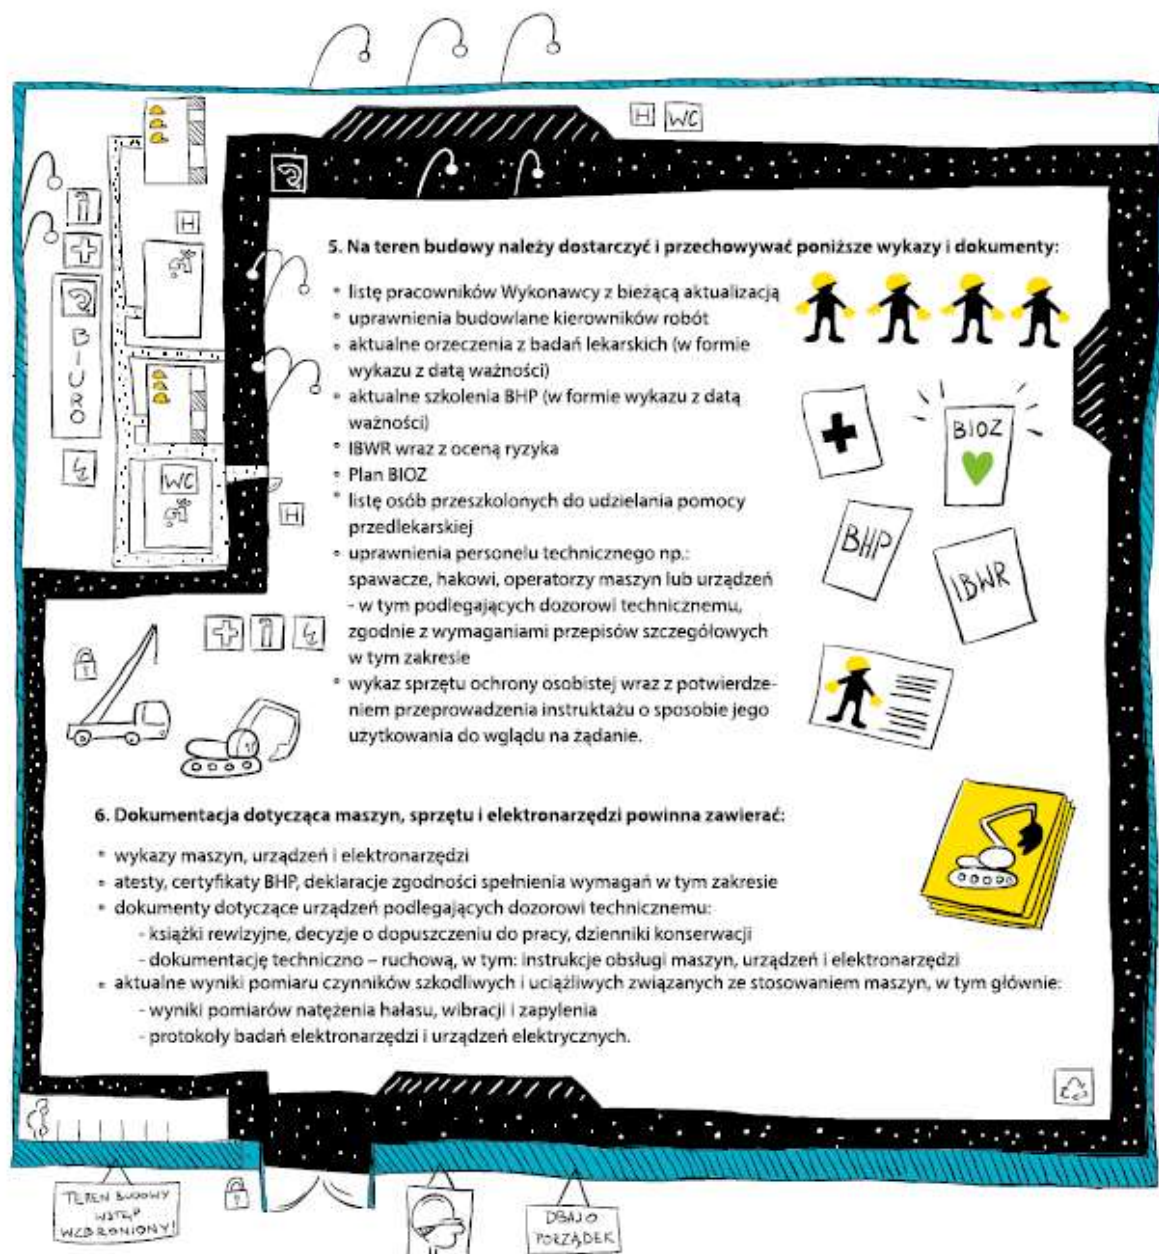 H WC
H
BIURO
WC
H
5. Na teren budowy należy dostarczyć i przechowywać poniższe wykazy i dokumenty:
° listę pracowników Wykonawcy z bieżącą aktualizacją
° uprawnienia budowlane kierowników robót
° aktualne orzeczenia z badań lekarskich (w formie
wykazu z datą ważności)
° aktualne szkolenia BHP (w formie wykazu z datą
ważności)
° IBWR wraz z oceną ryzyka
° Plan BIOZ
° listę osób przeszkolonych do udzielania pomocy
przedlekarskiej
° uprawnienia personelu technicznego np.:
spawacze, hakowi, operatorzy maszyn lub urządzeń
- w tym podlegających dozorowi technicznemu,
zgodnie z wymaganiami przepisów szczegółowych
w tym zakresie
° wykaz sprzętu ochrony osobistej wraz z potwierdze-
niem przeprowadzenia instruktażu o sposobie jego
użytkowania do wglądu na żądanie.
BIOZ
BHP
IBWR
6. Dokumentacja dotycząca maszyn, sprzętu i elektronarzędzi powinna zawierać:
° wykazy maszyn, urządzeń i elektronarzędzi
° atesty, certyfikaty BHP, deklaracje zgodności spełnienia wymagań w tym zakresie
° dokumenty dotyczące urządzeń podlegających dozorowi technicznemu:
- książki rewizyjne, decyzje o dopuszczeniu do pracy, dzienniki konserwacji
- dokumentację techniczno – ruchową, w tym: instrukcje obsługi maszyn, urządzeń i elektronarzędzi
° aktualne wyniki pomiaru czynników szkodliwych i uciążliwych związanych ze stosowaniem maszyn, w tym głównie:
- wyniki pomiarów natężenia hałasu, wibracji i zapylenia
- protokoły badań elektronarzędzi i urządzeń elektrycznych.
TEREN BUDOWY
WSTĘP
WZBRONIONY!
DBAJ O
PORZĄDEK